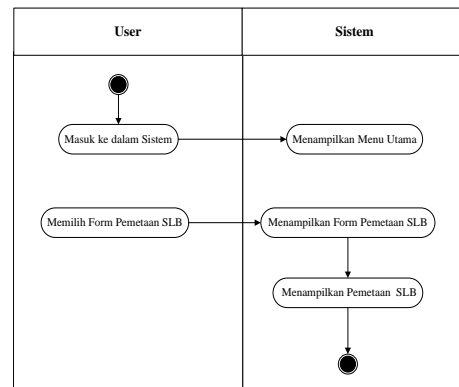 User
Sistem
Masuk ke dalam Sistem
Menampilkan Menu Utama
Memilih Form Pemetaan SLB
Menampilkan Form Pemetaan SLB
Menampilkan Pemetaan SLB